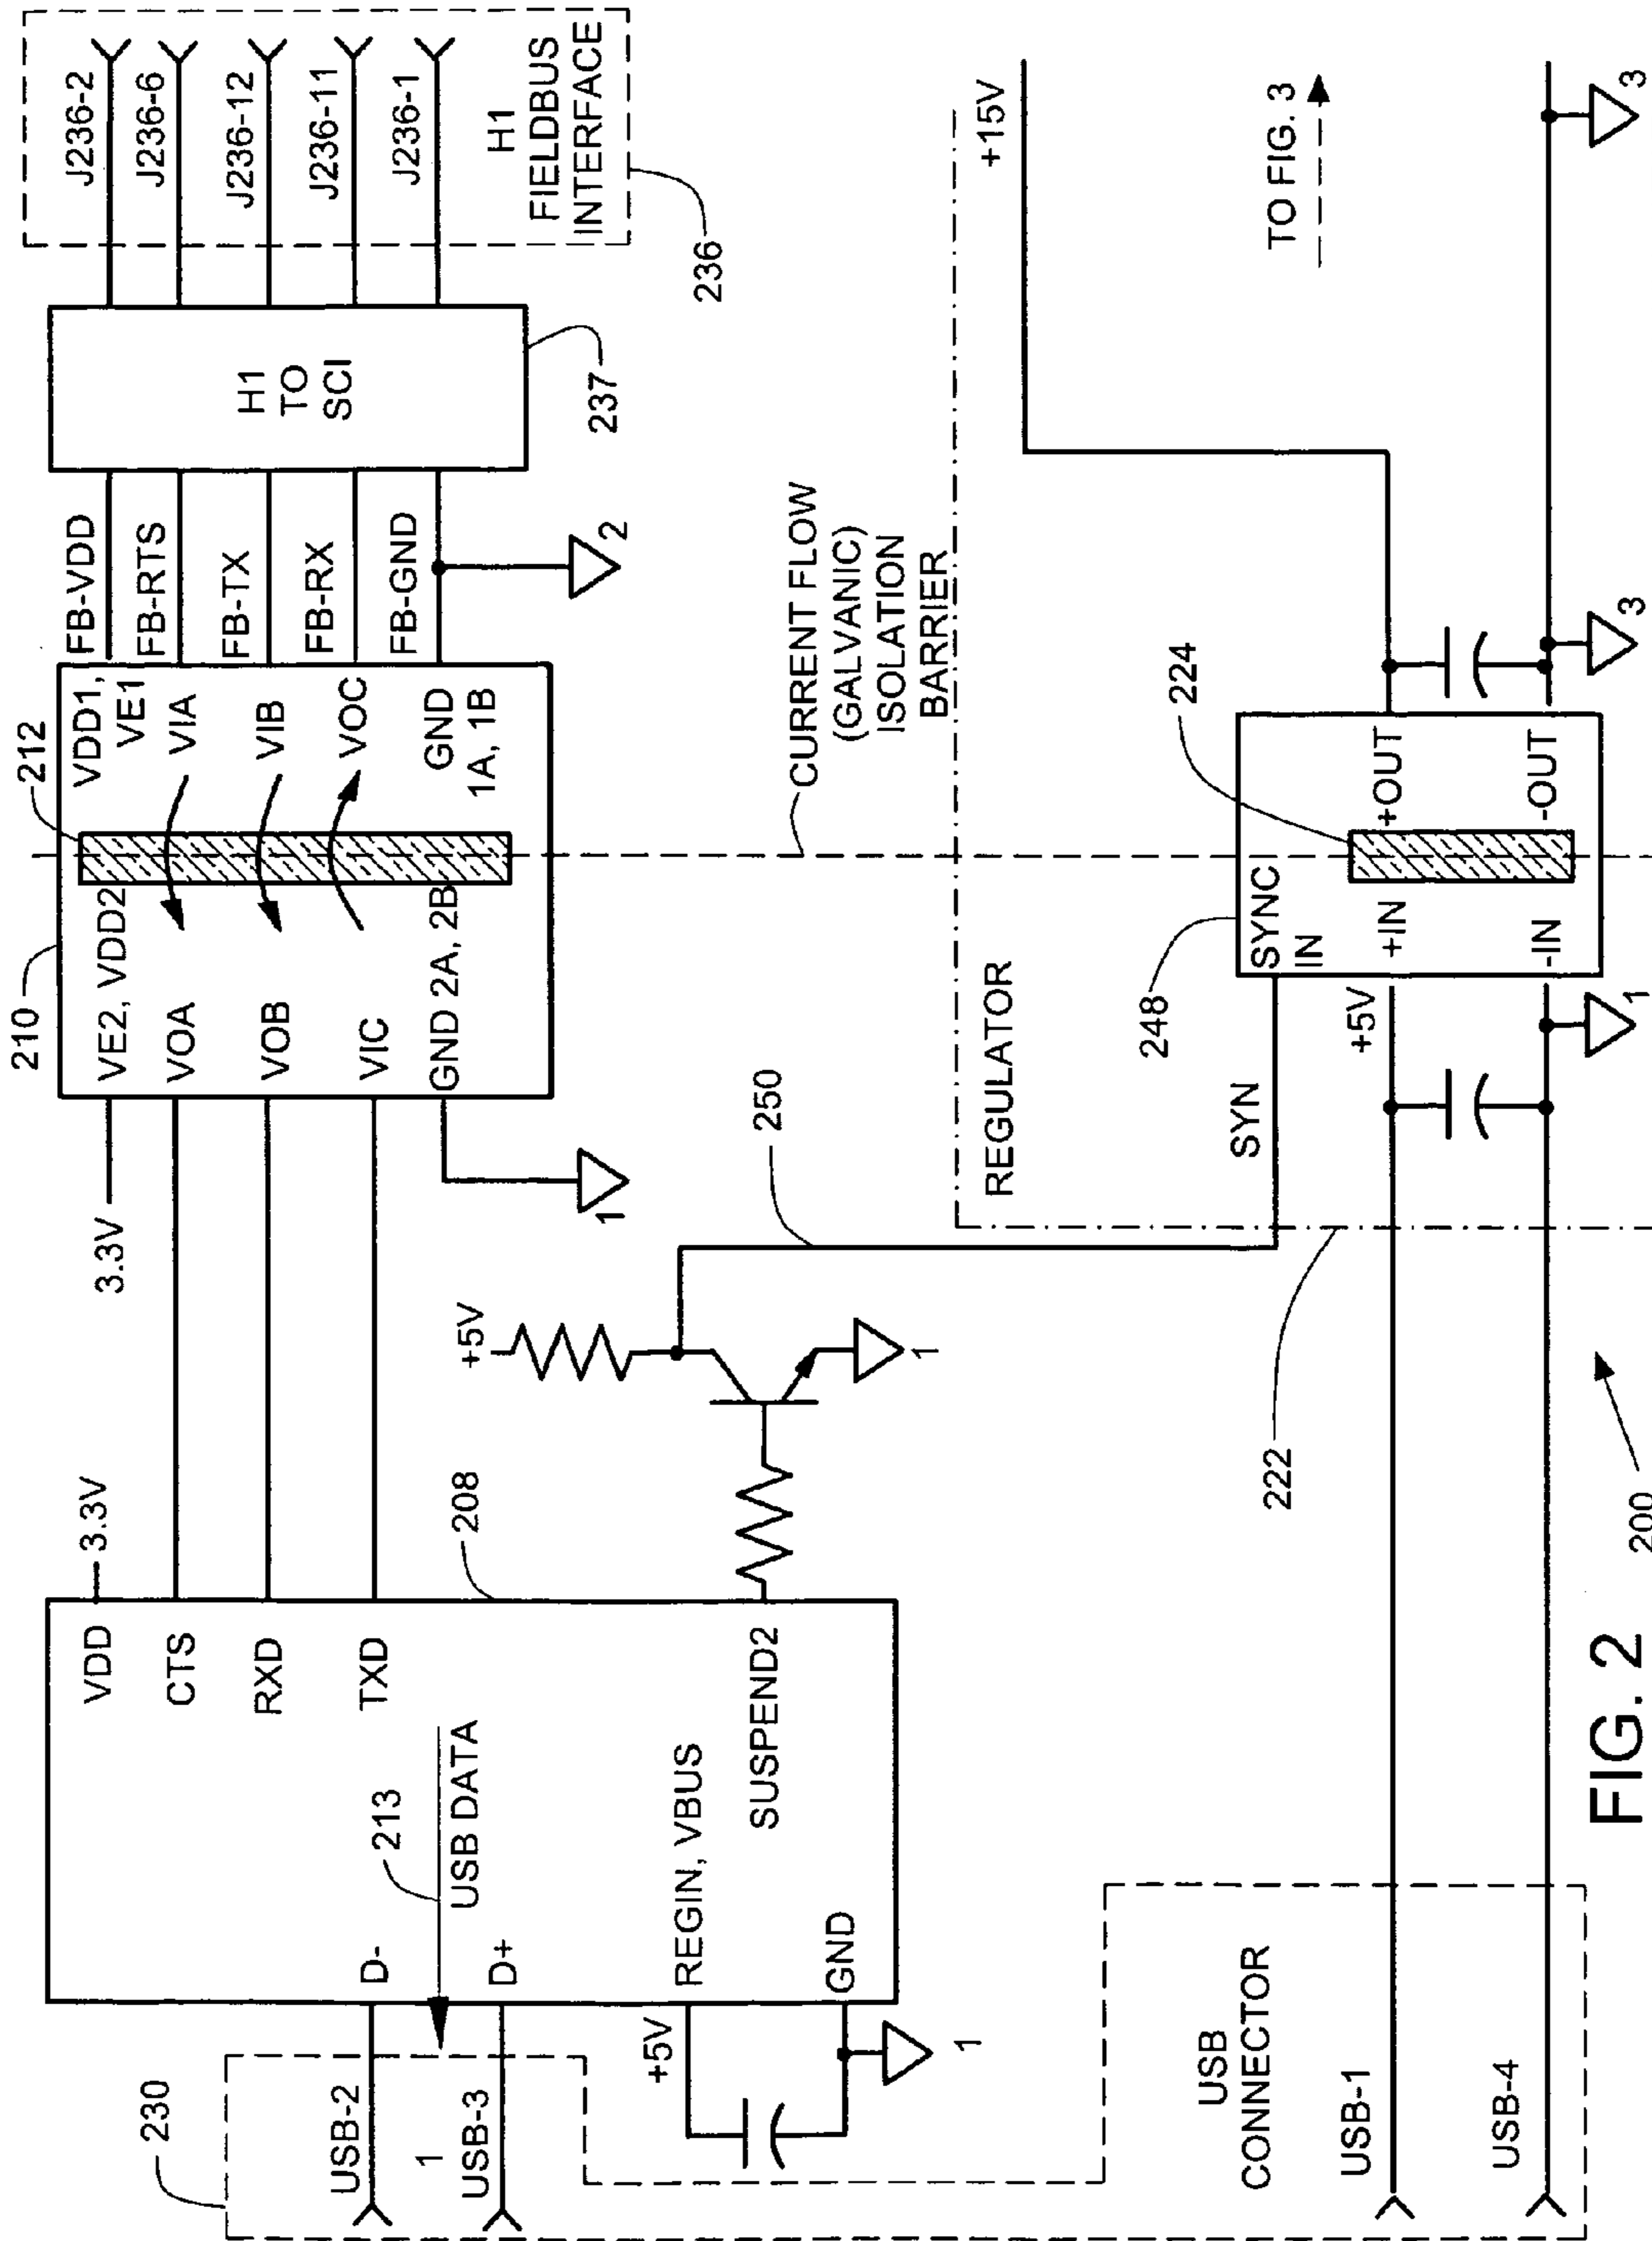 230
USB-2
1
USB-3
D-
D+
213
USB DATA
+5V
REGIN, VBUS
GND
1
SUSPEND2
VDD
CTS
RXD
TXD
3.3V
208
+5V
1
250
3.3V
210
VE2, VDD2
VOA
VOB
VIC
GND 2A, 2B
1
212
VDD1,
VE1
VIA
VIB
VOC
GND
1A, 1B
FB-VDD
FB-RTS
FB-TX
FB-RX
FB-GND
2
H1
TO
SCI
237
J236-2
J236-6
J236-12
J236-11
J236-1
H1
FIELDBUS
INTERFACE
236
CURRENT FLOW
(GALVANIC)
ISOLATION
BARRIER
USB
CONNECTOR
USB-1
USB-4
222
REGULATOR
SYN
248
+5V
1
SYNC
IN
+IN
-IN
224
+OUT
-OUT
3
+15V
TO FIG. 3
3
200
FIG. 2